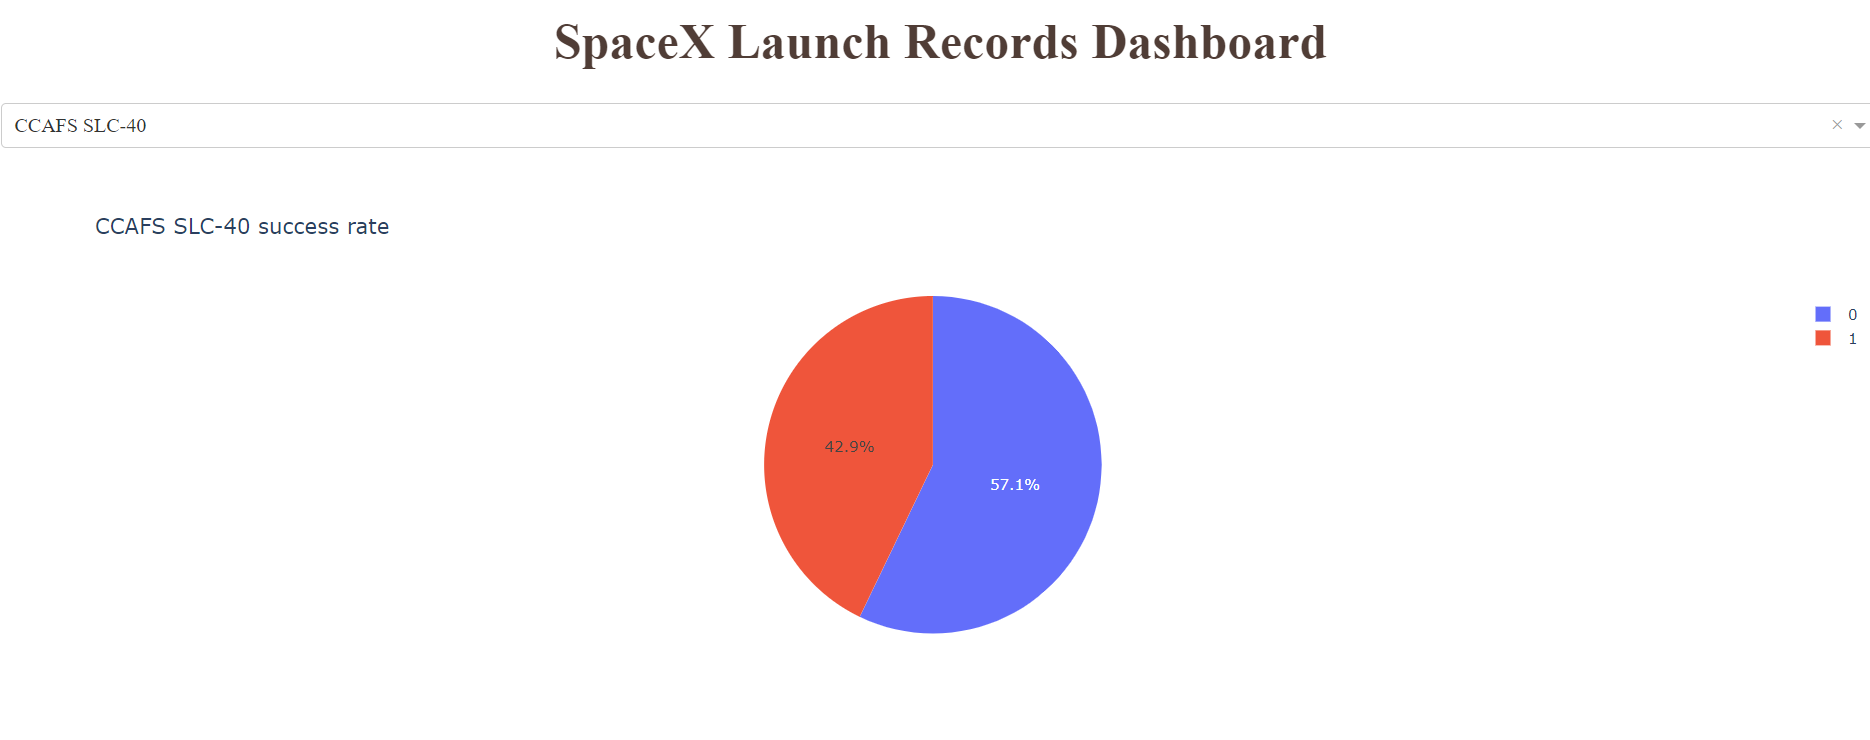 SpaceX Launch Records Dashboard
CCAFS SLC-40
×
CCAFS SLC-40 success rate
0
1
42.9%
57.1%